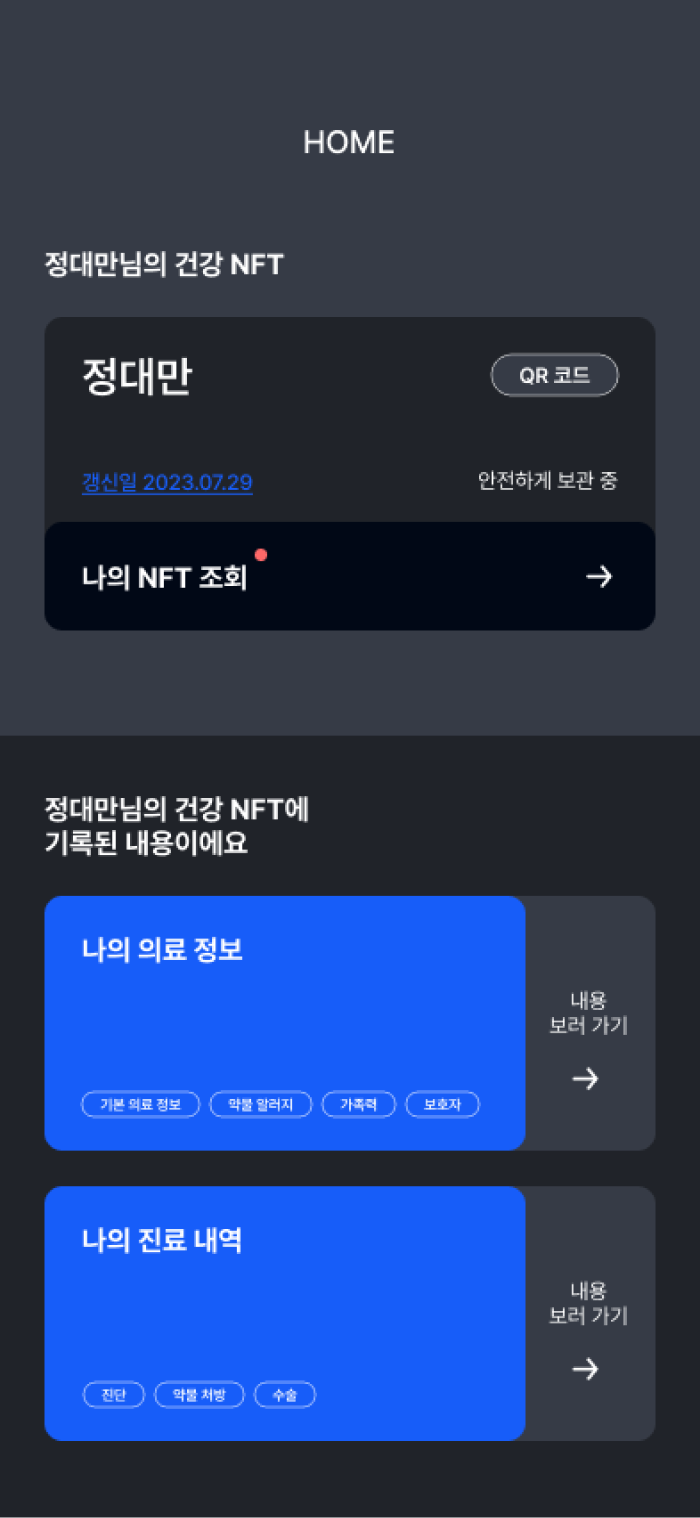 HOME
정대만님의 건강 NFT
정대만
QR 코드
갱신일 2023.07.29
안전하게 보관 중
나의 NFT 조회
정대만님의 건강 NFT에
기록된 내용이에요
나의 의료 정보
내용
보러 가기
기본 의료 정보
약물 알러지
가족력
보호자
나의 진료 내역
내용
보러 가기
진단
약물 처방
수술